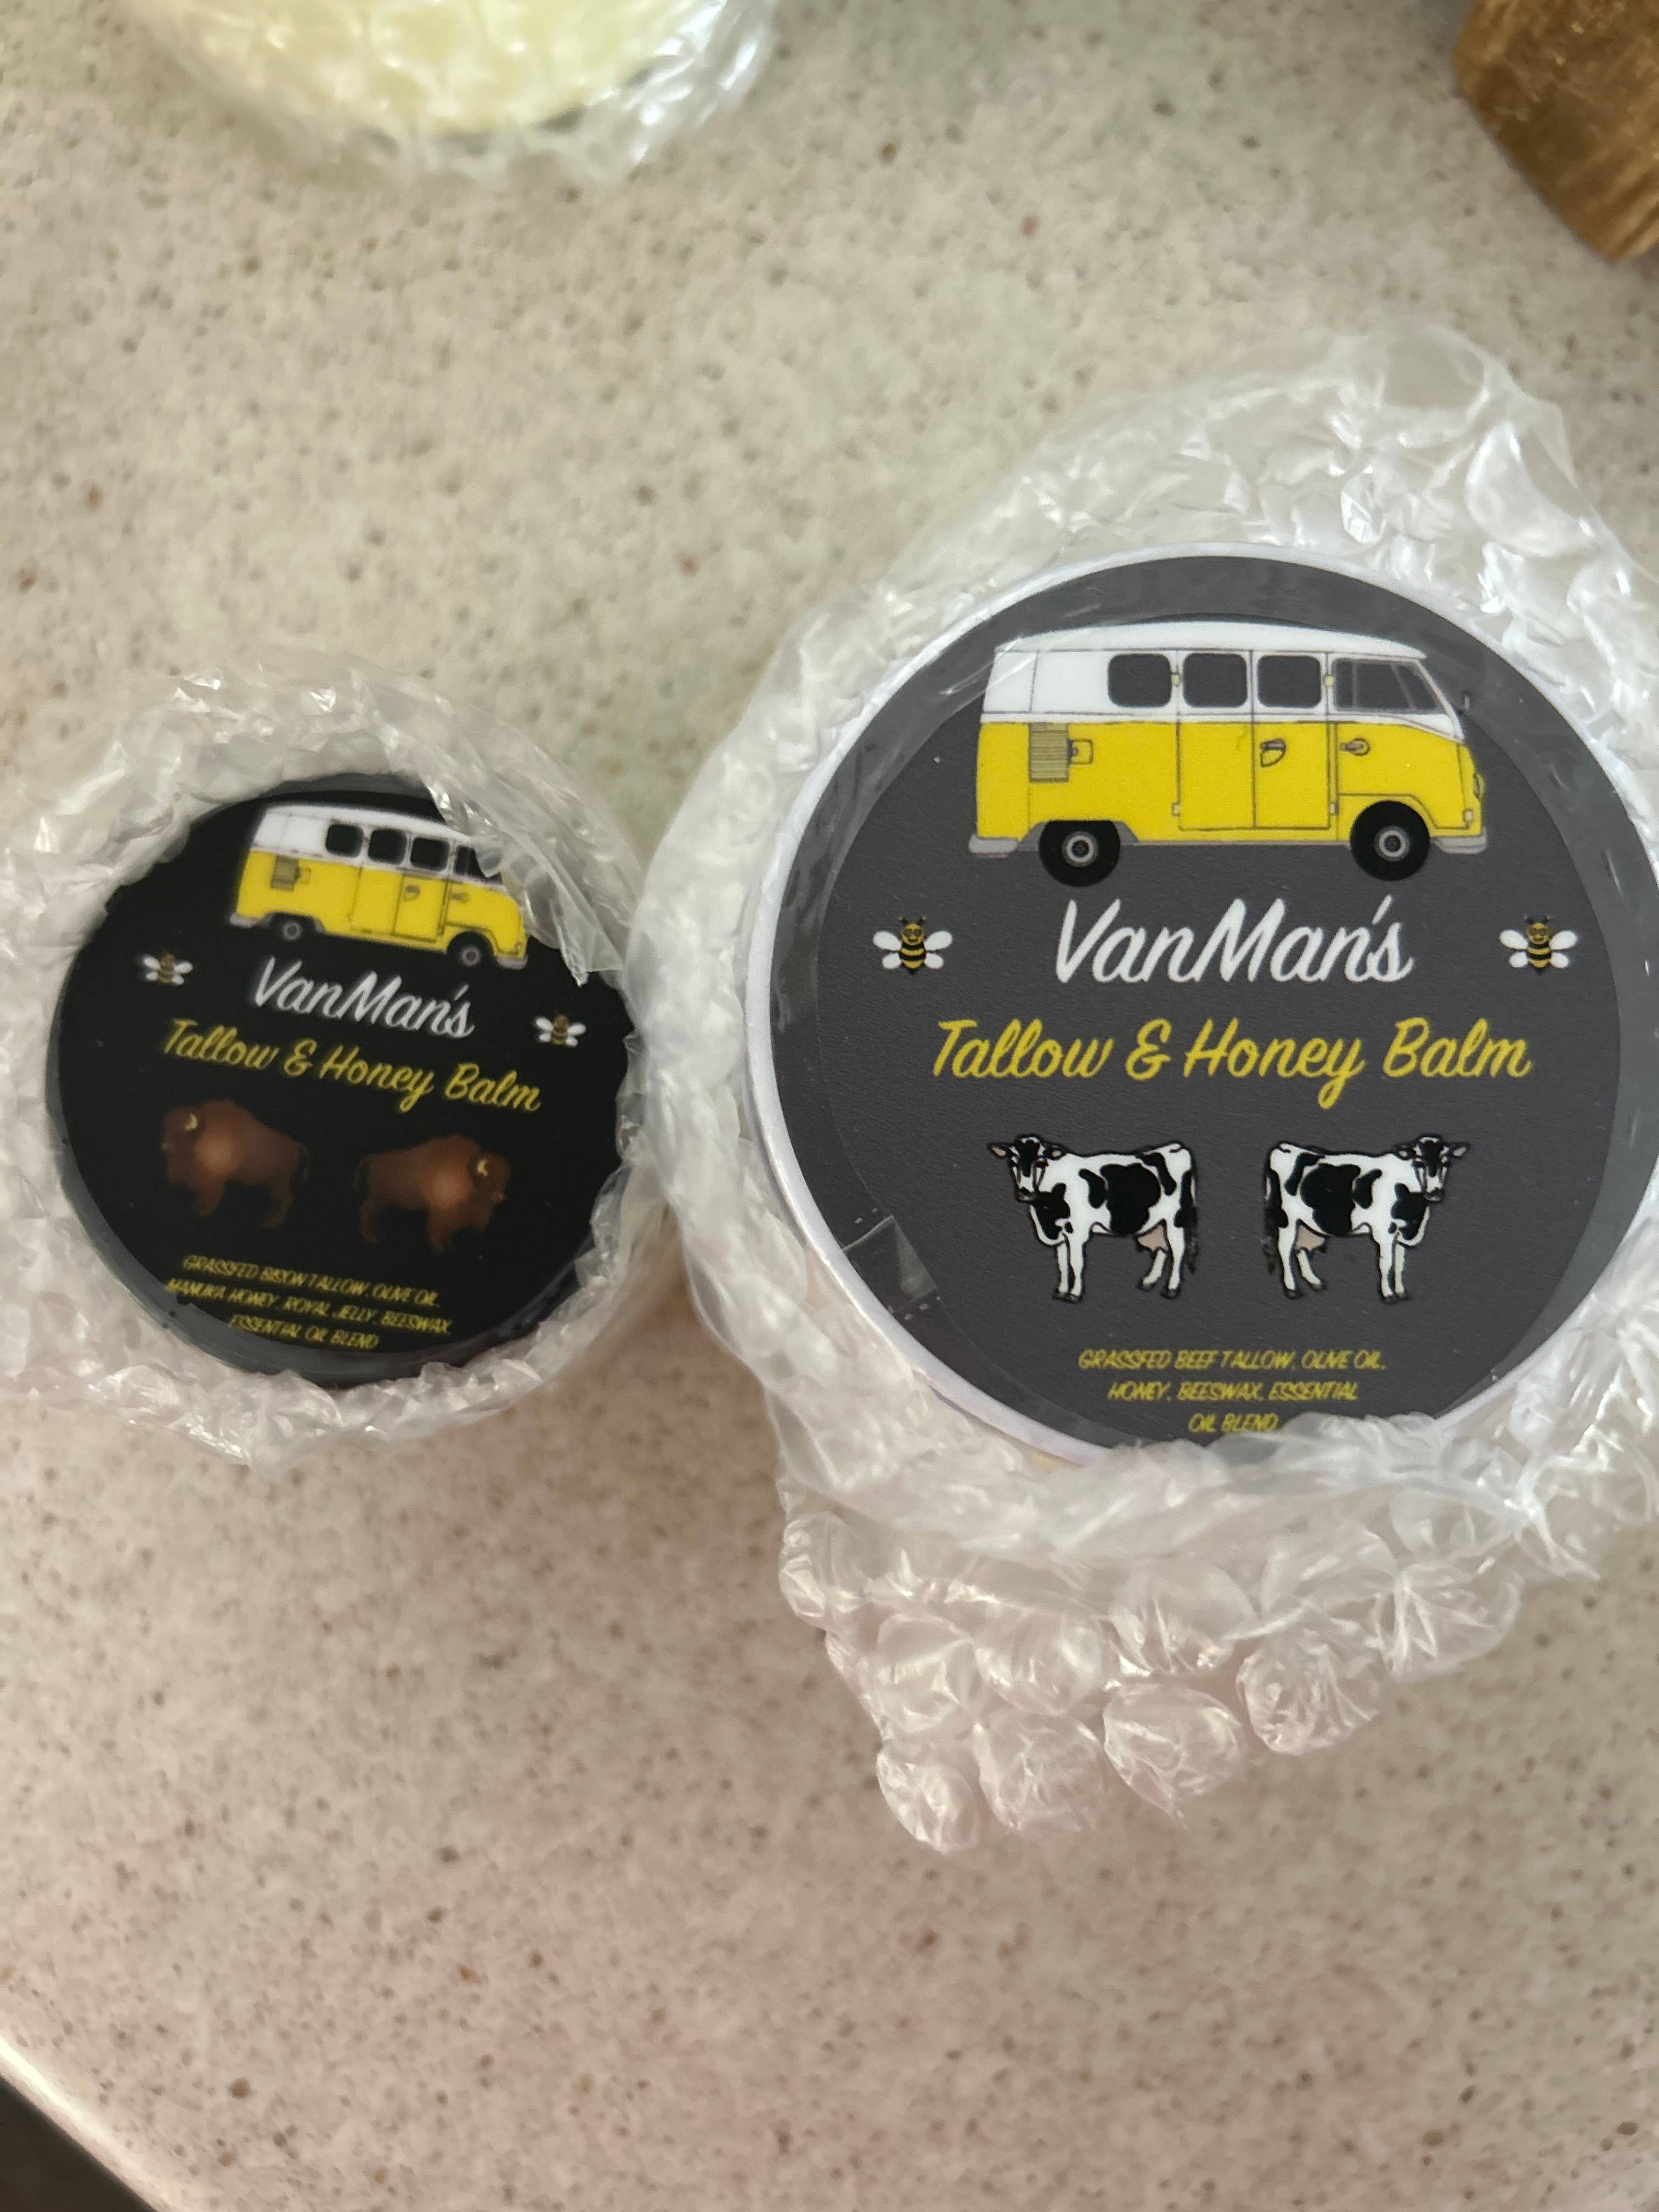 VanMan's
Tallow & Honey Balm
GRASSFED BISON TALLOW, OLIVE OIL,
MANUKA HONEY, ROYAL JELLY, BEESWAX,
ESSENTIAL OIL BLEND
VanMan's
Tallow & Honey Balm
GRASSFED BEEF TALLOW, OLIVE OIL,
HONEY, BEESWAX, ESSENTIAL
OIL BLEND